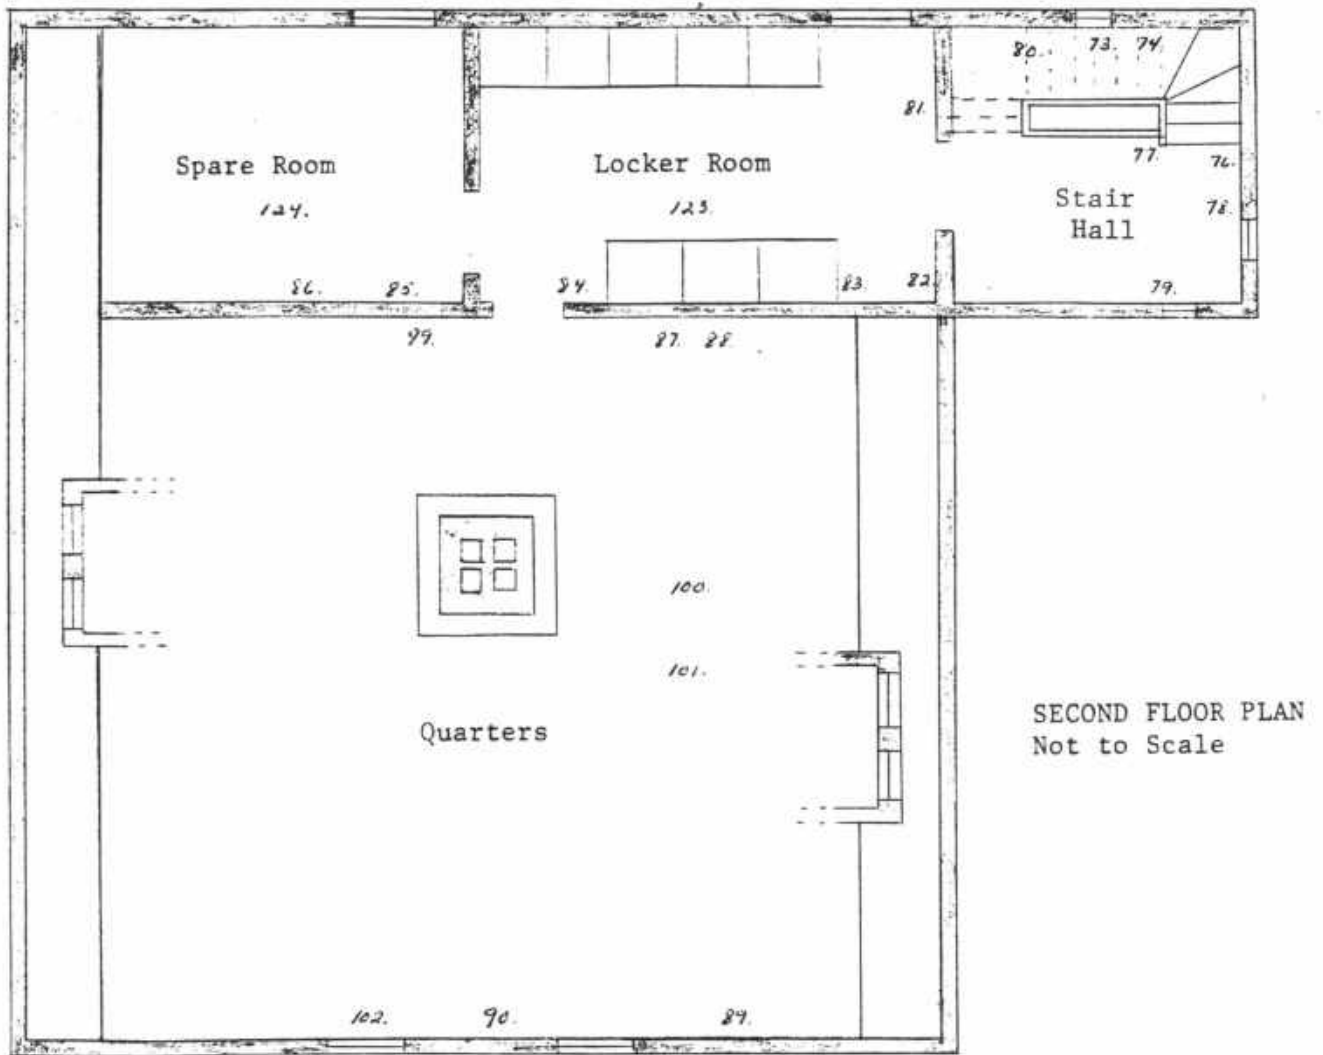 80. 73. 74.
81.
77. 76.
Spare Room
Locker Room
124.
123.
Stair
Hall
78.
86. 85. 84. 83. 82. 79.
99. 87. 88.
100.
101.
Quarters
SECOND FLOOR PLAN
Not to Scale
102. 90. 89.